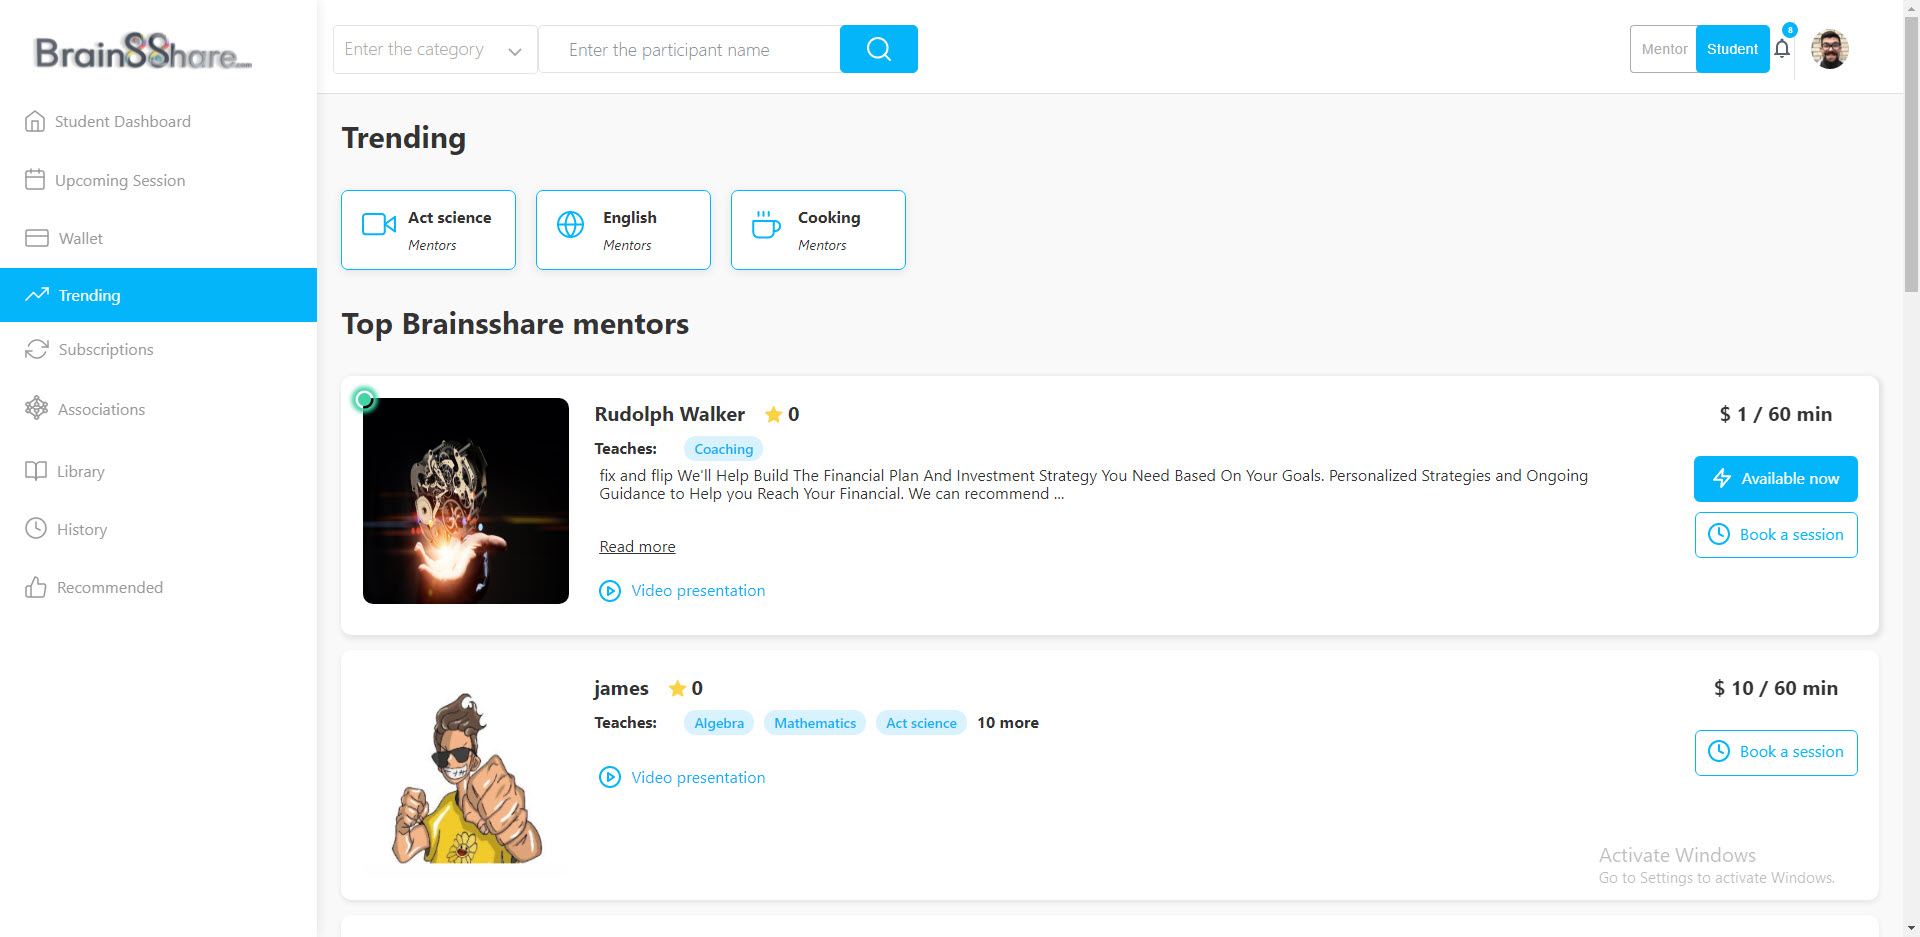 BrainSShare.com
Enter the category
Enter the participant name
Mentor
Student
8
Student Dashboard
Upcoming Session
Wallet
Trending
Subscriptions
Associations
Library
History
Recommended
Trending
Act science
Mentors
English
Mentors
Cooking
Mentors
Top Brainsshare mentors
Rudolph Walker 0
$ 1 / 60 min
Teaches: Coaching
fix and flip We'll Help Build The Financial Plan And Investment Strategy You Need Based On Your Goals. Personalized Strategies and Ongoing
Guidance to Help you Reach Your Financial. We can recommend ...
Available now
Book a session
Read more
Video presentation
james 0
$ 10 / 60 min
Teaches: Algebra Mathematics Act science 10 more
Book a session
Video presentation
Activate Windows
Go to Settings to activate Windows.